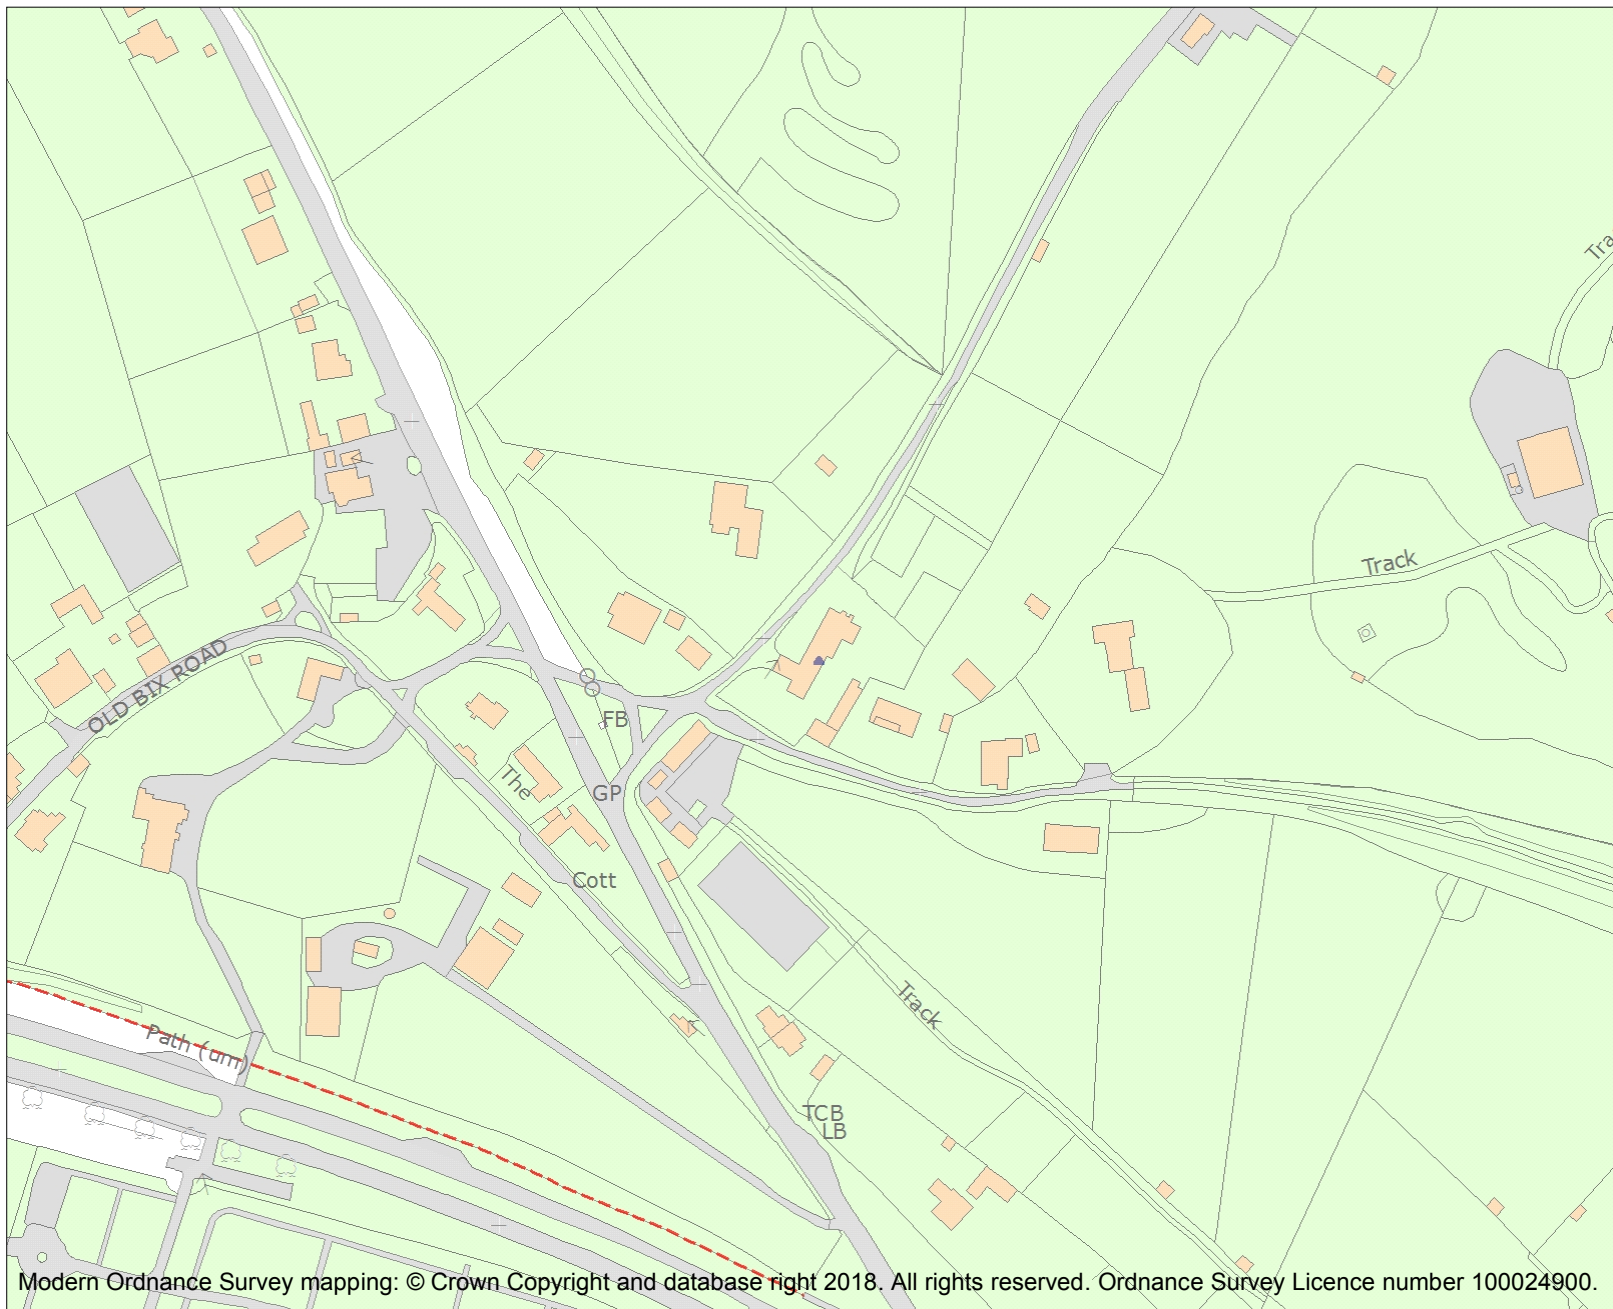 Tra
Track
OLD BIX ROAD
FB
The
GP
Cott
Track
Path (um)
TCB
LB
Modern Ordnance Survey mapping: © Crown Copyright and database right 2018. All rights reserved. Ordnance Survey Licence number 100024900.